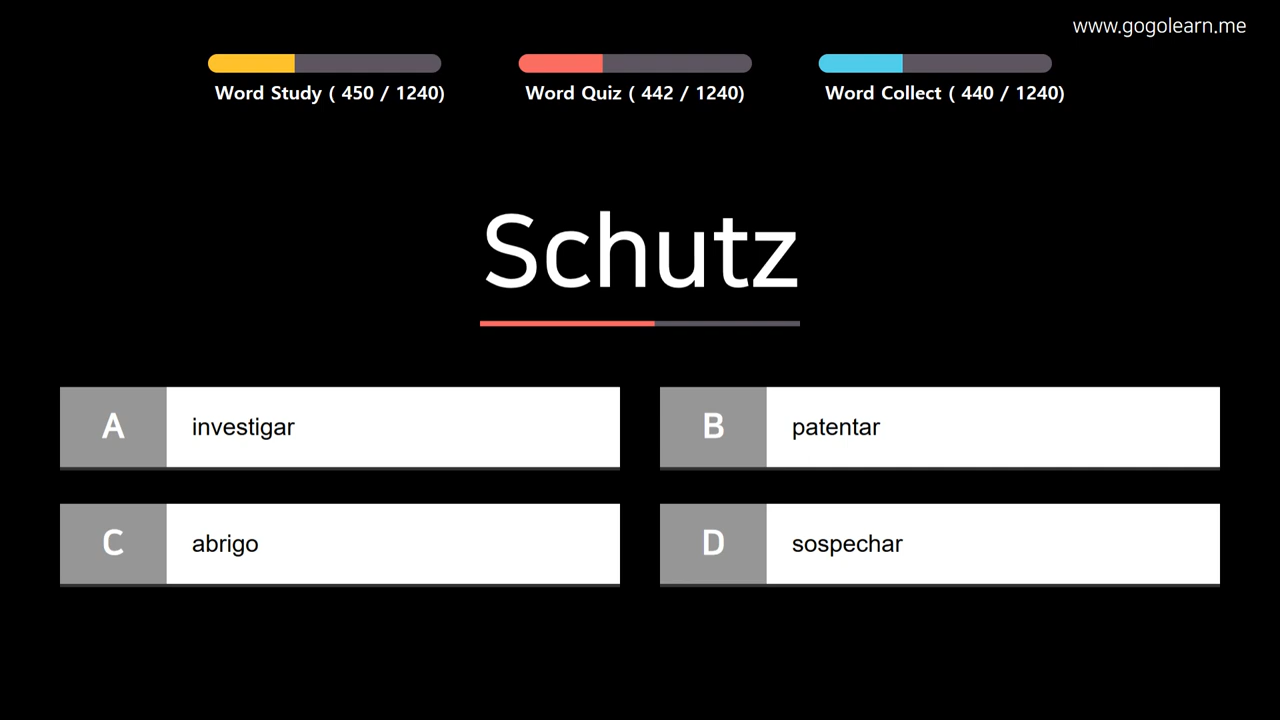 www.gogolearn.me
Word Study ( 450 / 1240)
Word Quiz ( 442 / 1240)
Word Collect ( 440 / 1240)
Schutz
A investigar
B patentar
C abrigo
D sospechar